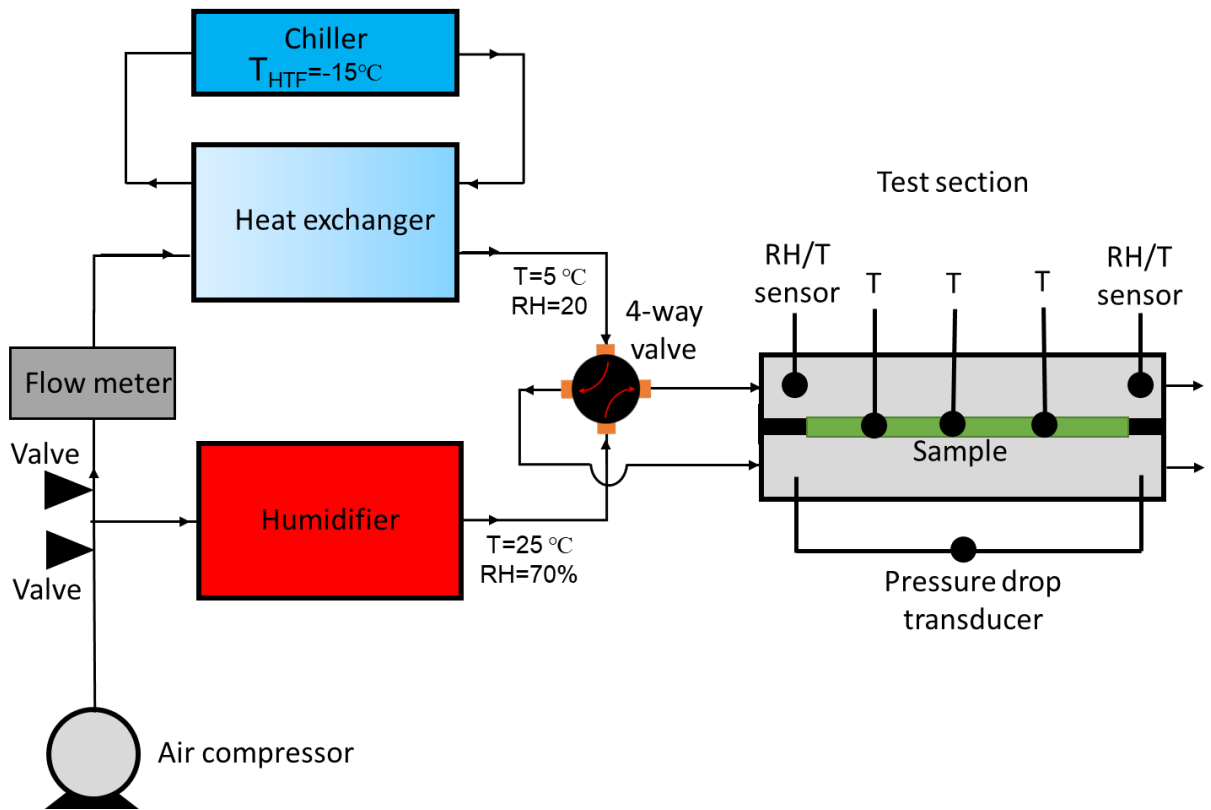 Chiller
T_HTF=-15℃
Heat exchanger
Test section
RH/T
sensor
T
T
T
RH/T
sensor
T=5 ℃
RH=20
4-way
valve
Flow meter
Valve
Sample
Humidifier
T=25 ℃
RH=70%
Valve
Pressure drop
transducer
Air compressor